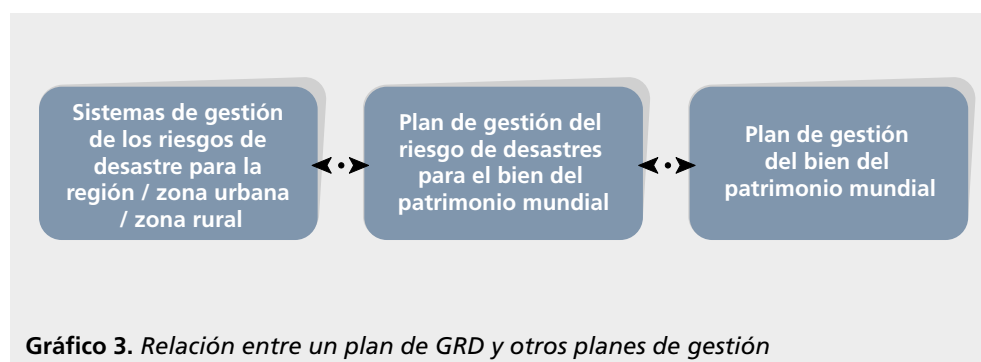 Sistemas de gestión
de los riesgos de
desastre para la
región / zona urbana
/ zona rural
Plan de gestión del
riesgo de desastres
para el bien del
patrimonio mundial
Plan de gestión
del bien del
patrimonio mundial
Gráfico 3. Relación entre un plan de GRD y otros planes de gestión